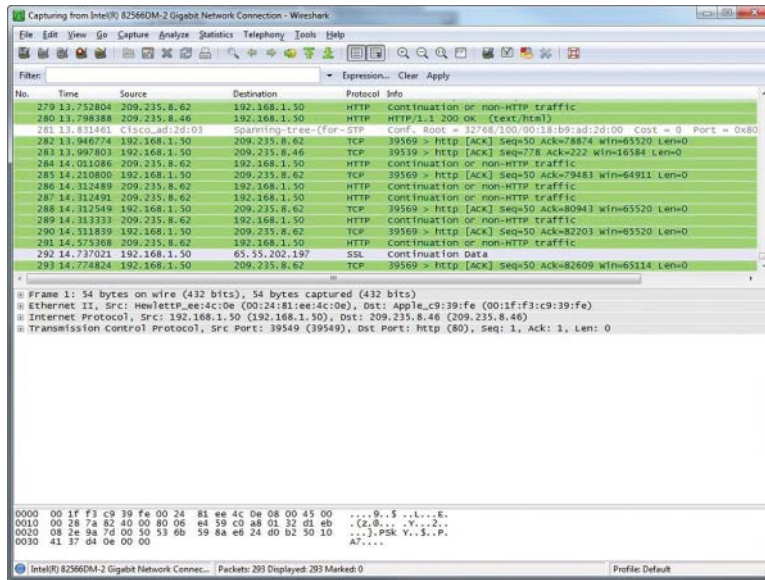 Capturing from Intel(R) 82566DM-2 Gigabit Network Connection - Wireshark
File Edit View Go Capture Analyze Statistics Telephony Tools Help
Filter: Expression... Clear Apply
No. Time Source Destination Protocol Info
279 13.752804 209.235.8.62 192.168.1.50 HTTP Continuation or non-HTTP traffic
280 13.798388 209.235.8.46 192.168.1.50 HTTP HTTP/1.1 200 OK (text/html)
281 13.831461 Cisco_ad:2d:03 Spanning-tree-(for- STP Conf. Root = 32768/100/00:18:b9:ad:2d:00 Cost = 0 Port = 0x80
282 13.946774 192.168.1.50 209.235.8.62 TCP 39569 > http [ACK] Seq=50 Ack=78874 Win=65520 Len=0
283 13.997803 192.168.1.50 209.235.8.46 TCP 39539 > http [ACK] Seq=778 Ack=222 Win=16584 Len=0
284 14.011086 209.235.8.62 192.168.1.50 HTTP Continuation or non-HTTP traffic
285 14.210800 192.168.1.50 209.235.8.62 TCP 39569 > http [ACK] Seq=50 Ack=79483 Win=64911 Len=0
286 14.312489 209.235.8.62 192.168.1.50 HTTP Continuation or non-HTTP traffic
287 14.312491 209.235.8.62 192.168.1.50 HTTP Continuation or non-HTTP traffic
288 14.312549 192.168.1.50 209.235.8.62 TCP 39569 > http [ACK] Seq=50 Ack=80943 Win=65520 Len=0
289 14.313333 209.235.8.62 192.168.1.50 HTTP Continuation or non-HTTP traffic
290 14.511839 192.168.1.50 209.235.8.62 TCP 39569 > http [ACK] Seq=50 Ack=82203 Win=65520 Len=0
291 14.575368 209.235.8.62 192.168.1.50 HTTP Continuation or non-HTTP traffic
292 14.737021 192.168.1.50 65.55.202.197 SSL Continuation Data
293 14.774824 192.168.1.50 209.235.8.62 TCP 39569 > http [ACK] Seq=50 Ack=82609 Win=65114 Len=0
Frame 1: 54 bytes on wire (432 bits), 54 bytes captured (432 bits)
Ethernet II, Src: HewlettP_ee:4c:0e (00:24:81:ee:4c:0e), Dst: Apple_c9:39:fe (00:1f:f3:c9:39:fe)
Internet Protocol, Src: 192.168.1.50 (192.168.1.50), Dst: 209.235.8.46 (209.235.8.46)
Transmission Control Protocol, Src Port: 39549 (39549), Dst Port: http (80), Seq: 1, Ack: 1, Len: 0
0000 00 1f f3 c9 39 fe 00 24 81 ee 4c 0e 08 00 45 00 ....9..$ ..L...E.
0010 00 28 7a 82 40 00 80 06 e4 59 c0 a8 01 32 d1 eb .(z.@... .Y...2..
0020 08 2e 9a 7d 00 50 53 6b 59 8a e6 24 d0 b2 50 10 ...}.PSk Y..$..P.
0030 41 37 d4 0e 00 00 A7....
Intel(R) 82566DM-2 Gigabit Network Connec... Packets: 293 Displayed: 293 Marked: 0 Profile: Default